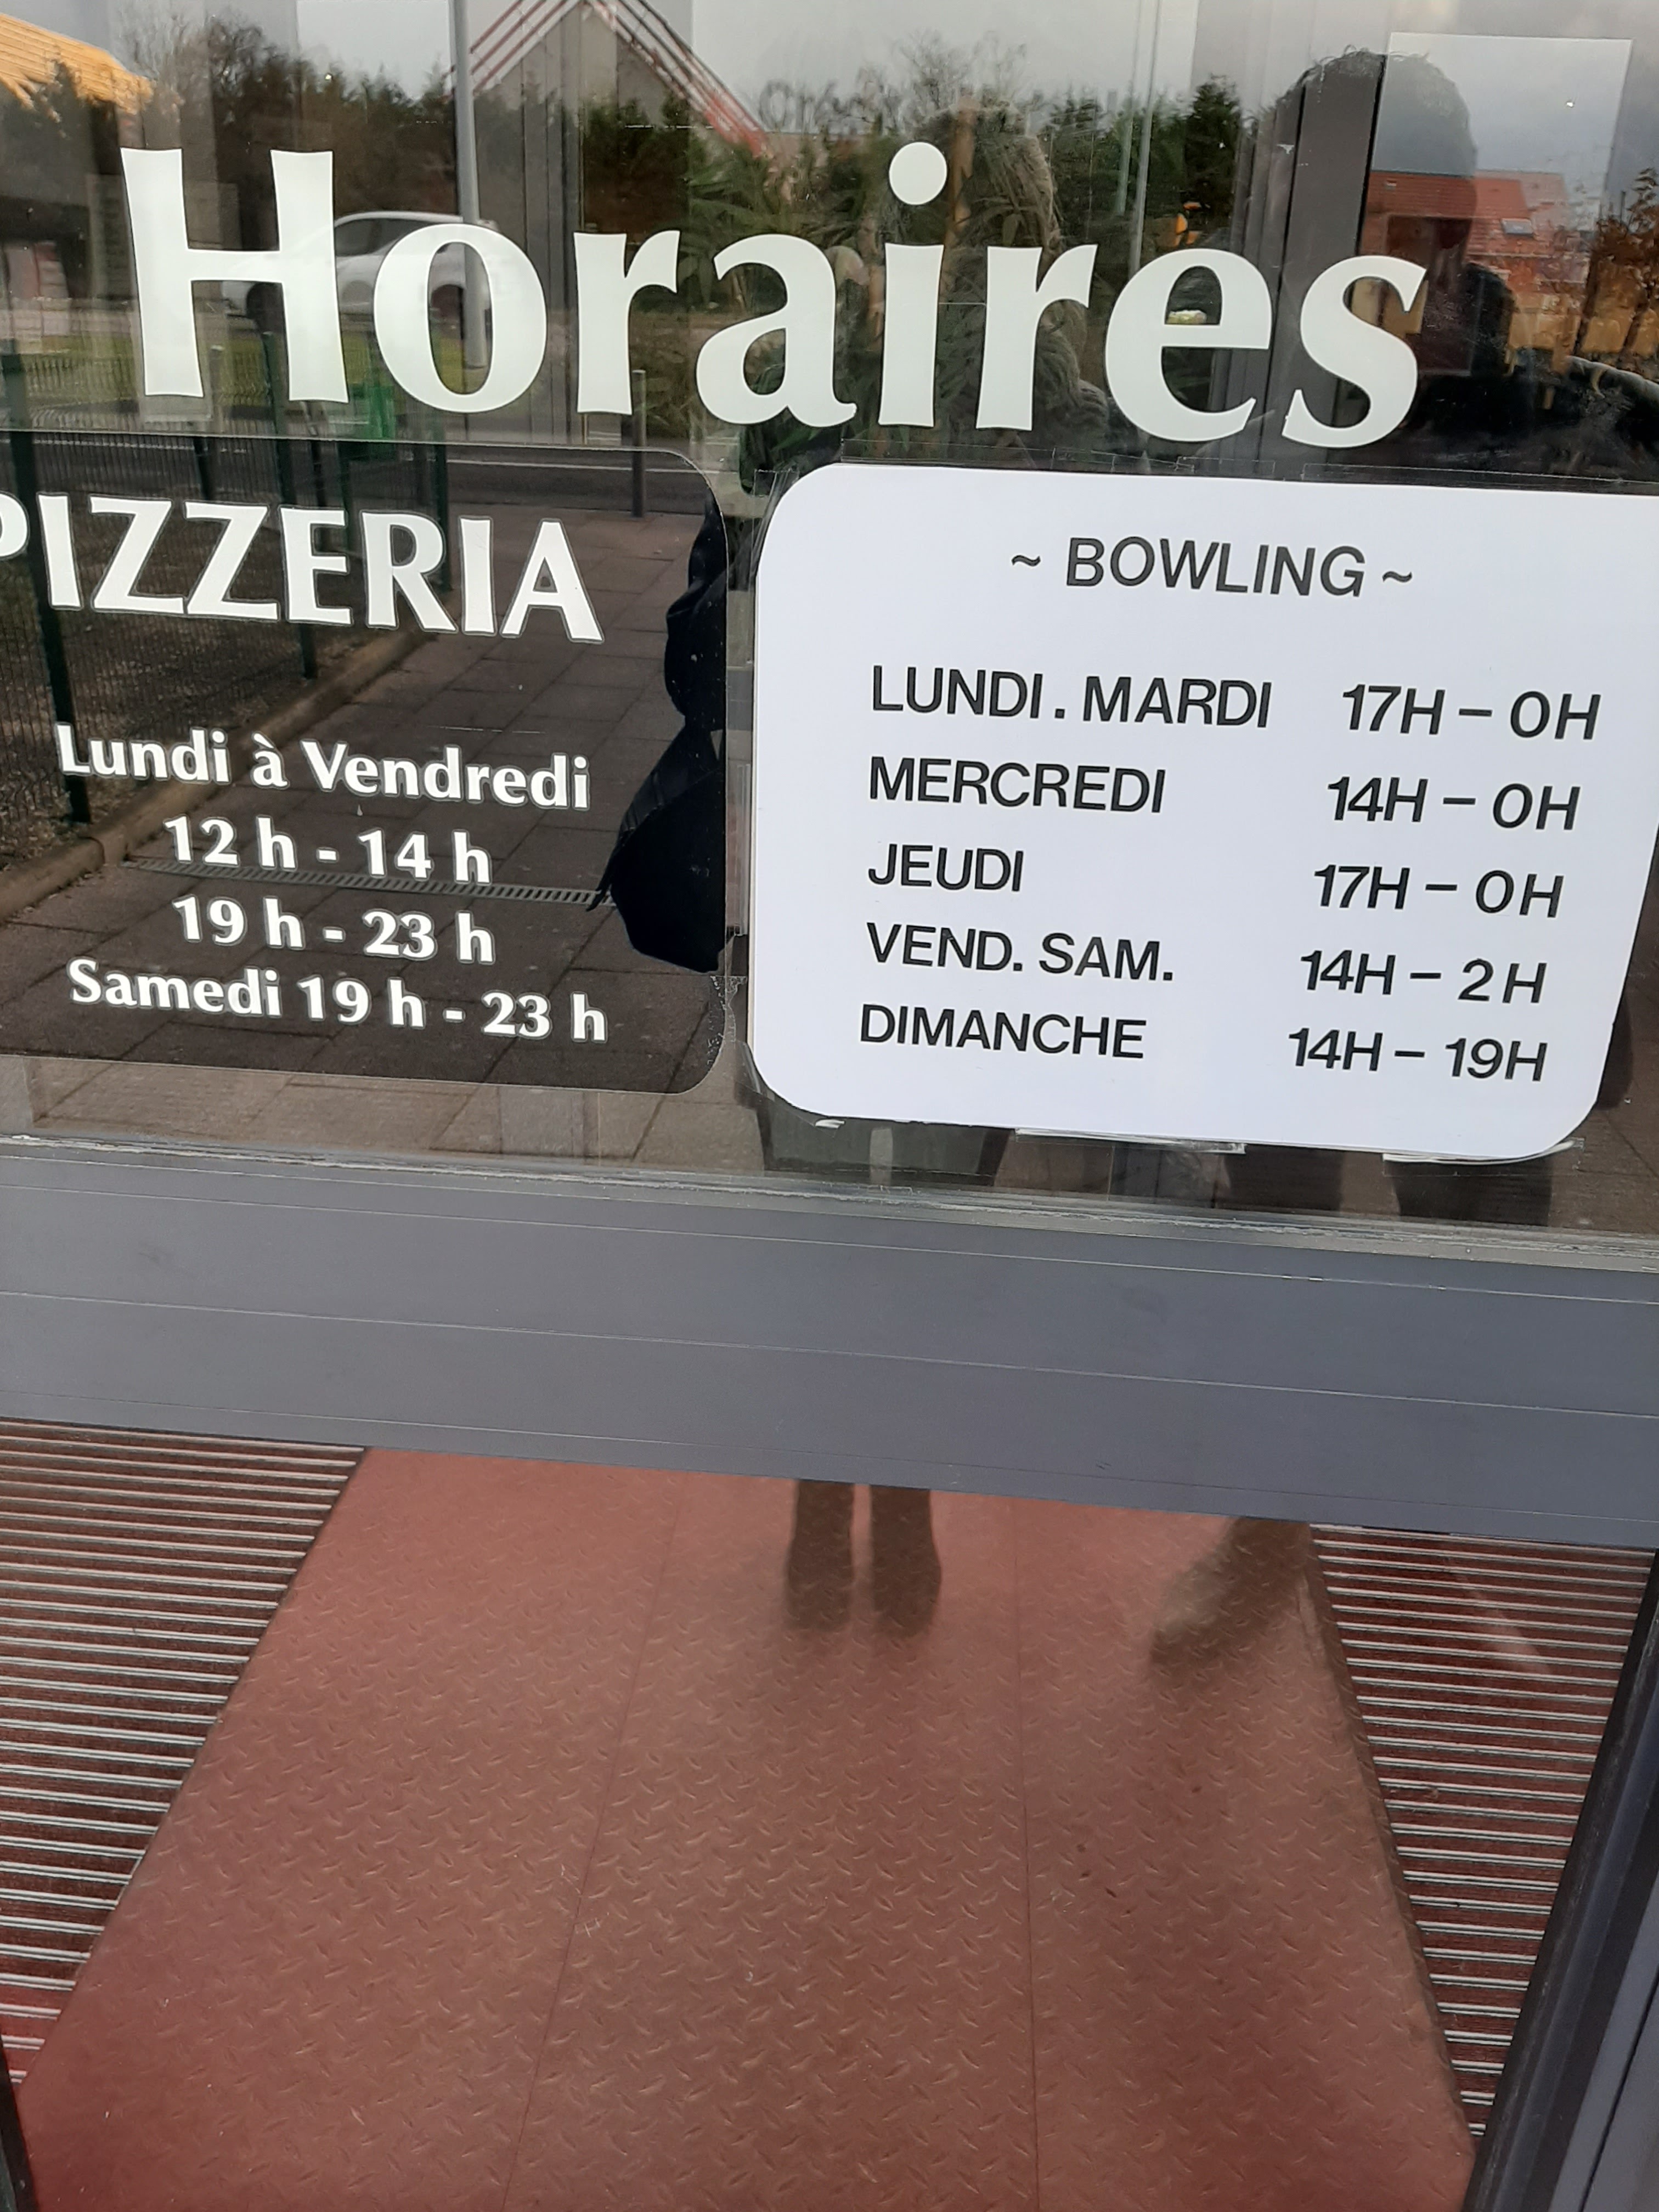 Horaires
PIZZERIA
Lundi à Vendredi
12 h - 14 h
19 h - 23 h
Samedi 19 h - 23 h
~ BOWLING ~
LUNDI . MARDI 17H - 0H
MERCREDI 14H - 0H
JEUDI 17H - 0H
VEND. SAM. 14H - 2H
DIMANCHE 14H - 19H